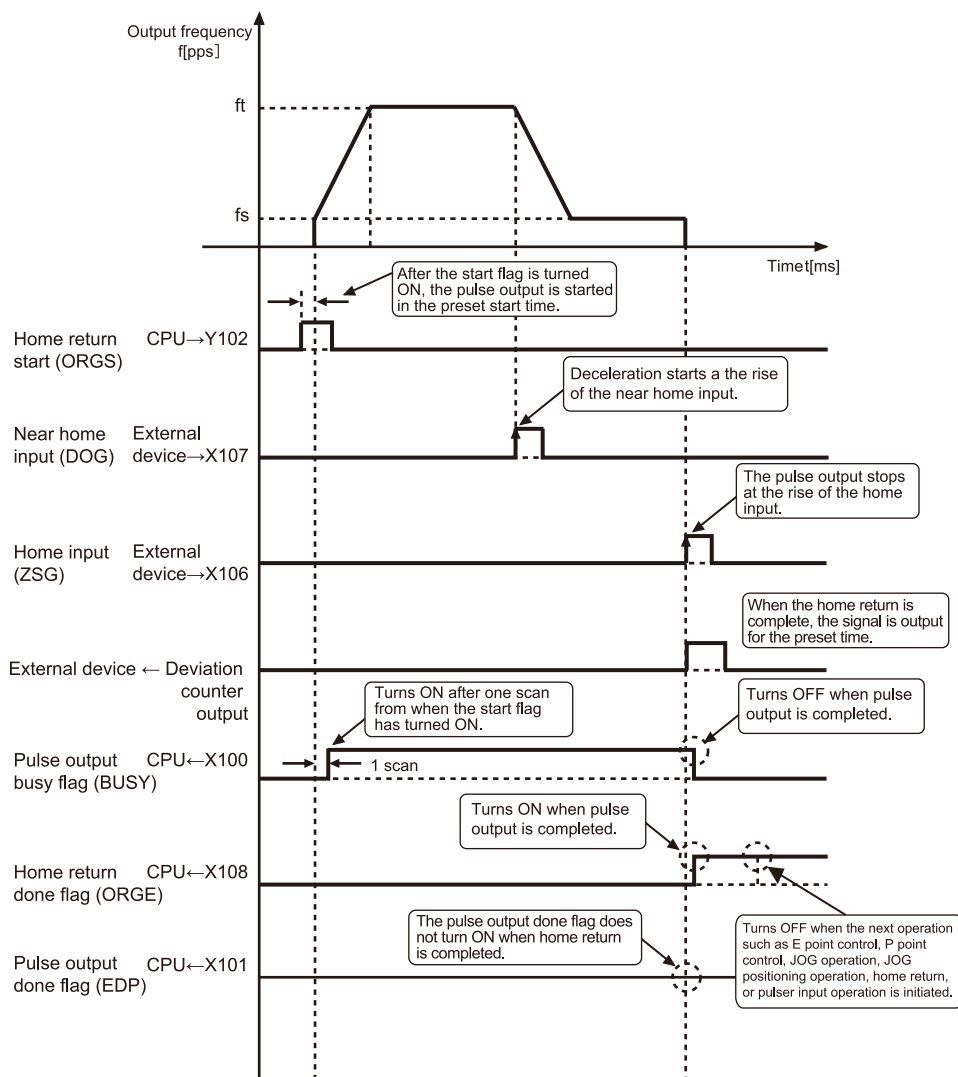 Output frequency
f[pps]
ft
fs
Time t[ms]
After the start flag is turned
ON, the pulse output is started
in the preset start time.
Home return
start (ORGS)
CPU→Y102
Deceleration starts a the rise
of the near home input.
Near home
input (DOG)
External
device→X107
The pulse output stops
at the rise of the home
input.
Home input
(ZSG)
External
device→X106
When the home return is
complete, the signal is output
for the preset time.
External device ← Deviation
counter
output
Turns ON after one scan
from when the start flag
has turned ON.
Turns OFF when pulse
output is completed.
Pulse output
busy flag (BUSY)
CPU←X100
1 scan
Turns ON when pulse
output is completed.
Home return
done flag (ORGE)
CPU←X108
The pulse output done flag does
not turn ON when home return
is completed.
Turns OFF when the next operation
such as E point control, P point
control, JOG operation, JOG
positioning operation, home return,
or pulser input operation is initiated.
Pulse output
done flag (EDP)
CPU←X101